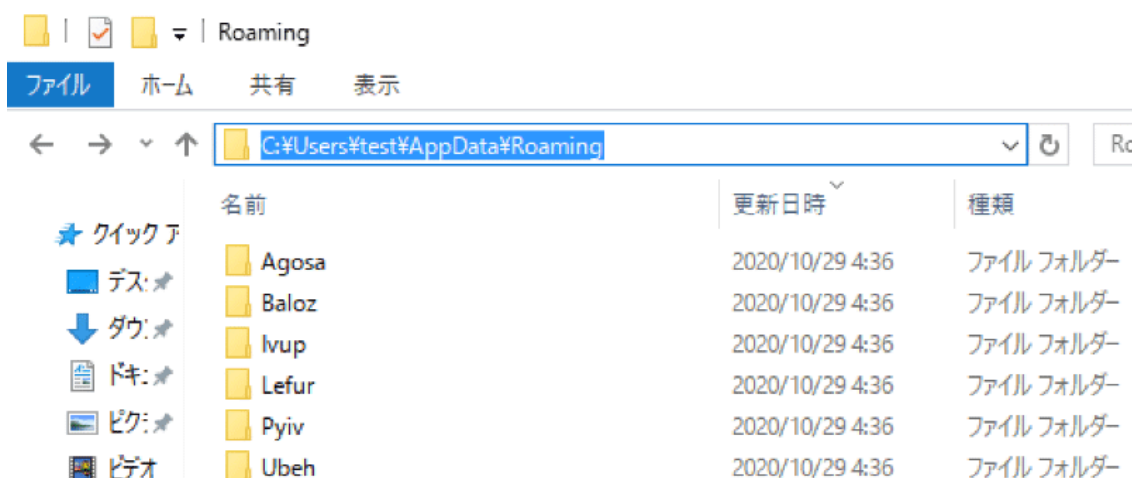 Roaming
ファイル ホーム 共有 表示
C:¥Users¥test¥AppData¥Roaming
名前 更新日時 種類
クイック ア
デス
Agosa 2020/10/29 4:36 ファイル フォルダー
ダウ
Baloz 2020/10/29 4:36 ファイル フォルダー
Ivup 2020/10/29 4:36 ファイル フォルダー
ドキュ
Lefur 2020/10/29 4:36 ファイル フォルダー
ピク
Pyiv 2020/10/29 4:36 ファイル フォルダー
ビデオ
Ubeh 2020/10/29 4:36 ファイル フォルダー